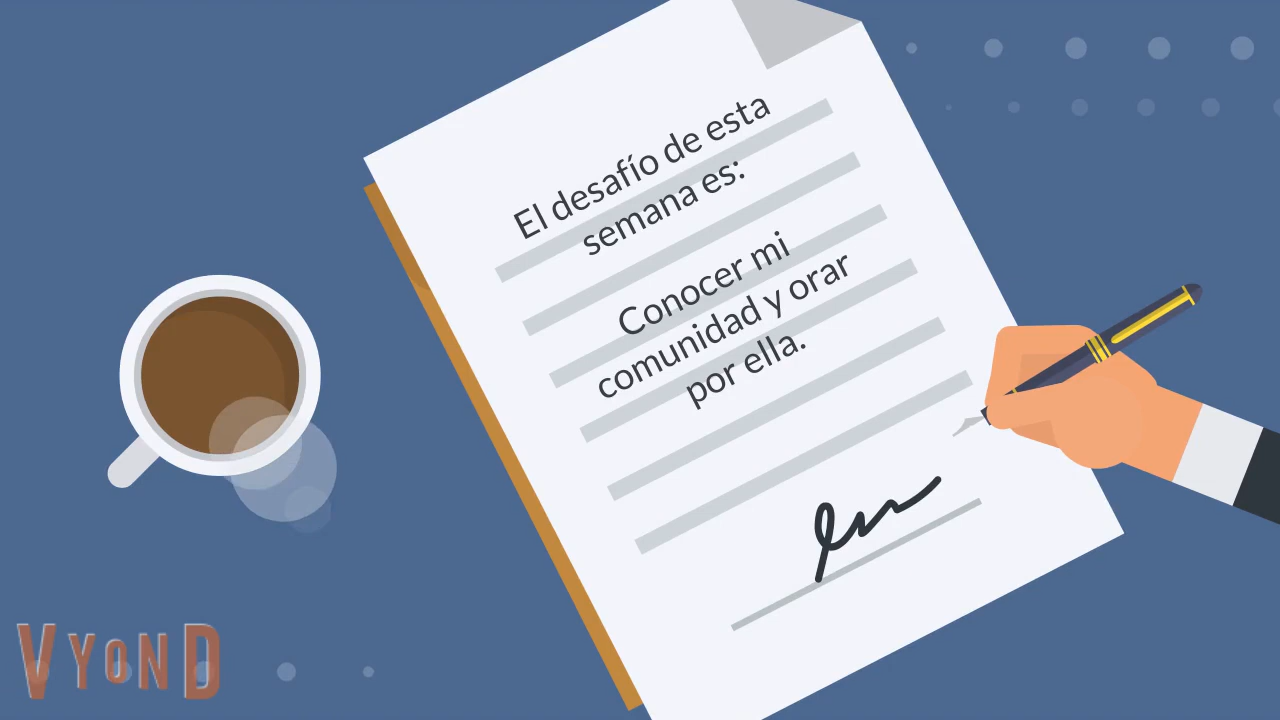 El desafío de esta
semana es:
Conocer mi
comunidad y orar
por ella.
VYOND